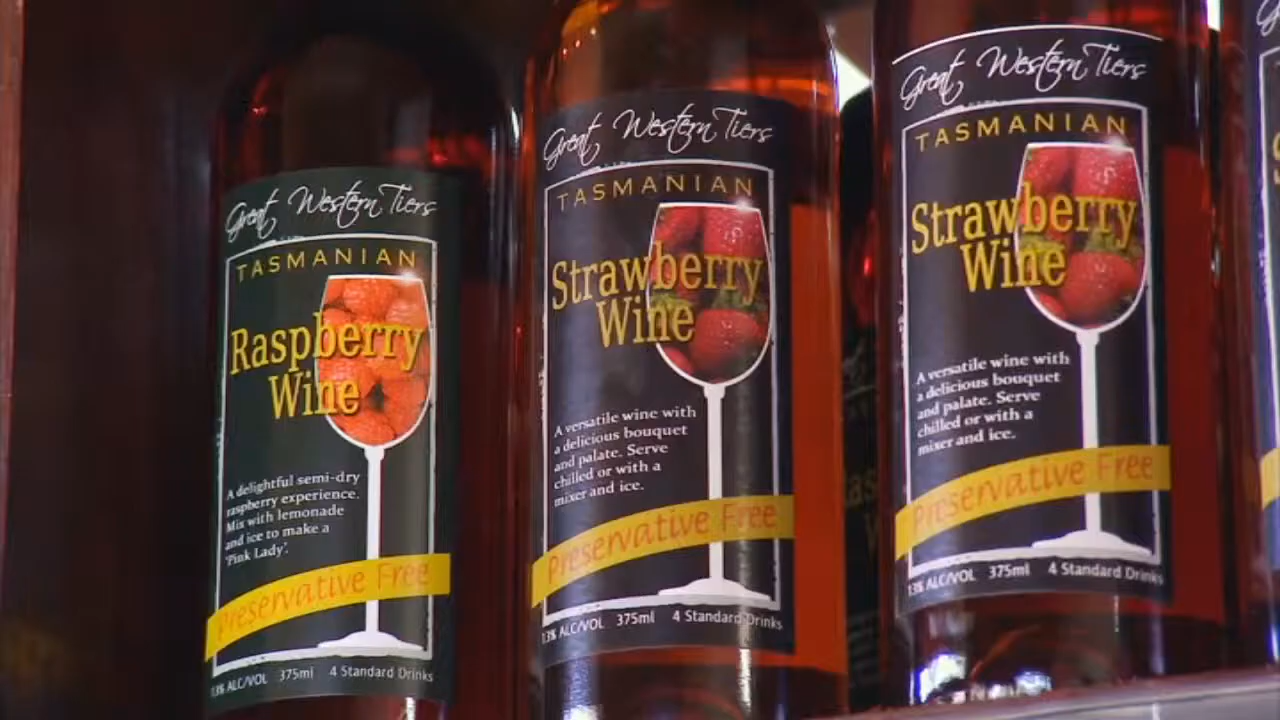 Great Western Tiers
TASMANIAN
Raspberry
Wine
A delightful semi-dry
raspberry experience.
Mix with lemonade
and ice to make a
'Pink Lady'.
Preservative Free
ALC/VOL 375ml 4 Standard Drinks
Great Western Tiers
TASMANIAN
Strawberry
Wine
A versatile wine with
a delicious bouquet
and palate. Serve
chilled or with a
mixer and ice.
Preservative Free
13% ALC/VOL 375ml 4 Standard Drinks
Great Western Tiers
TASMANIAN
Strawberry
Wine
A versatile wine with
a delicious bouquet
and palate. Serve
chilled or with a
mixer and ice.
Preservative Free
13% ALC/VOL 375ml 4 Standard Drinks